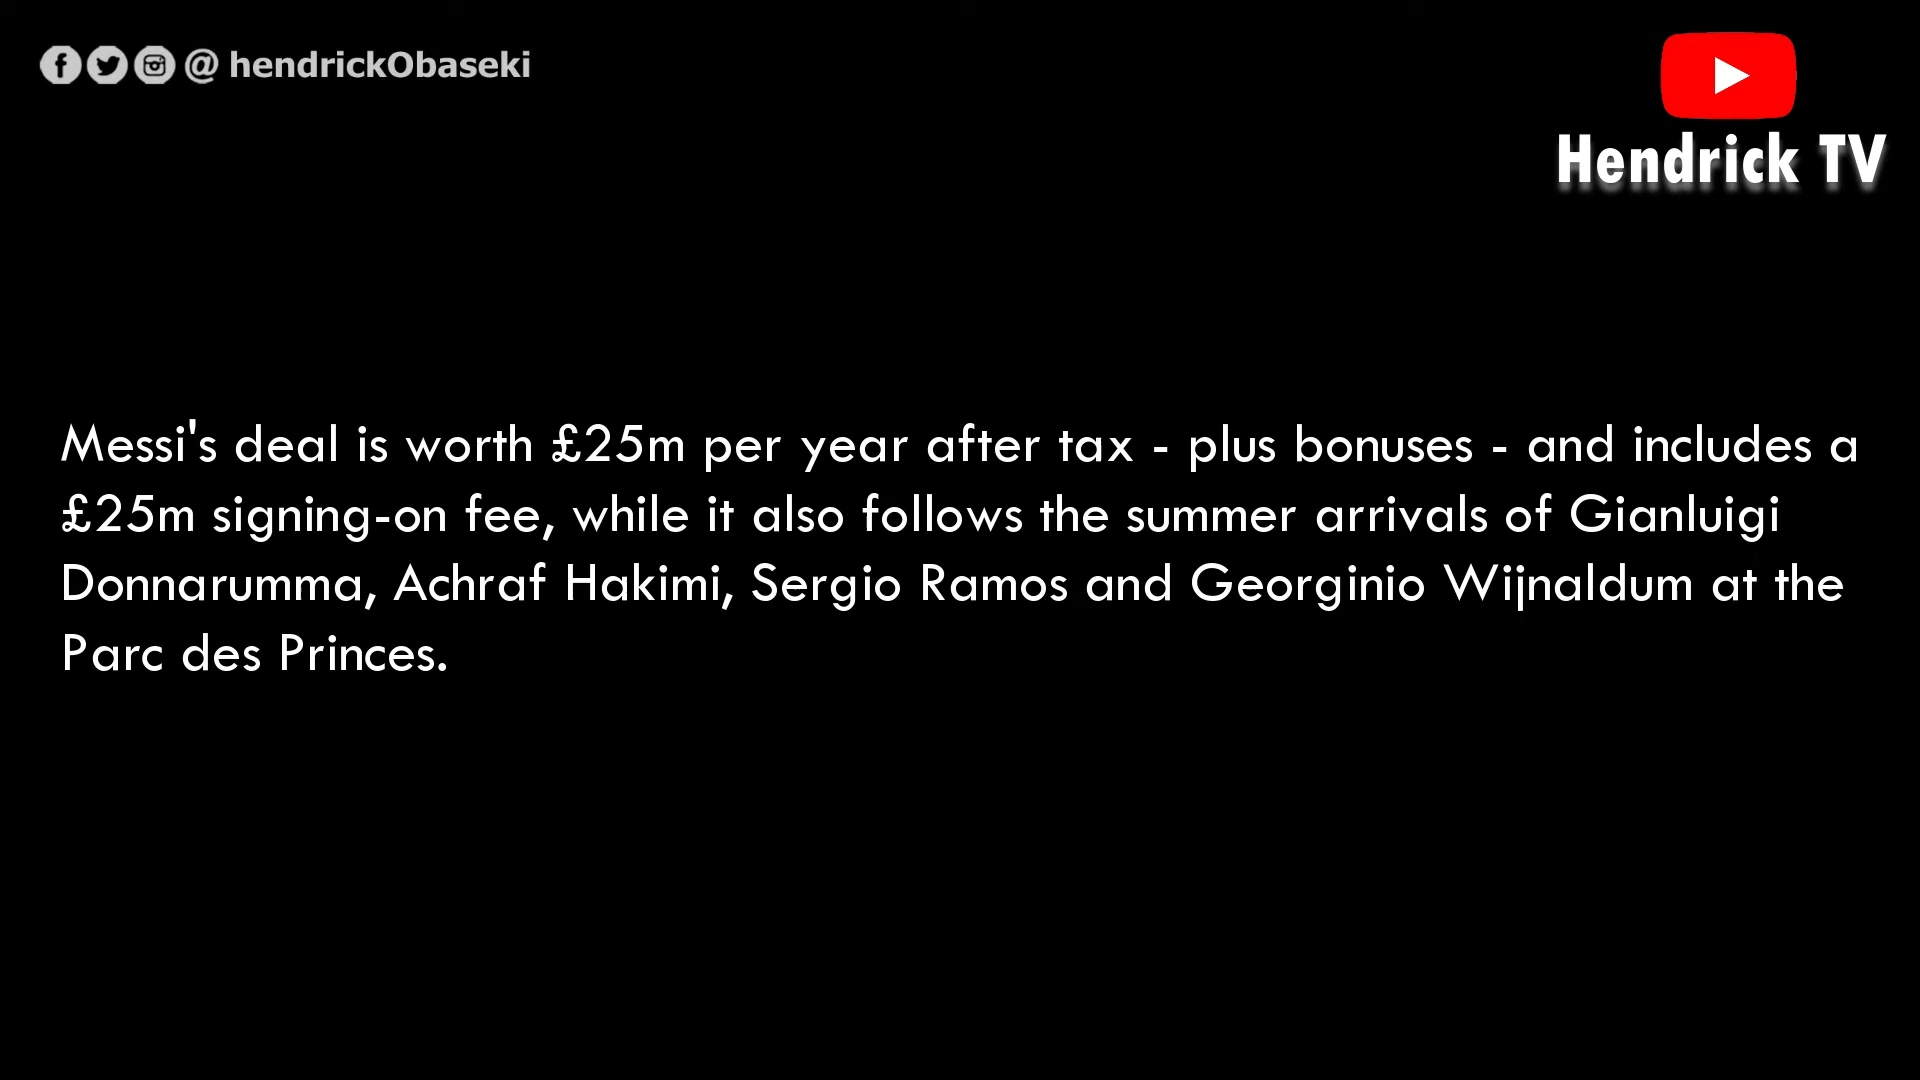 @ hendrickObaseki
Hendrick TV
Messi's deal is worth £25m per year after tax - plus bonuses - and includes a
£25m signing-on fee, while it also follows the summer arrivals of Gianluigi
Donnarumma, Achraf Hakimi, Sergio Ramos and Georginio Wijnaldum at the
Parc des Princes.